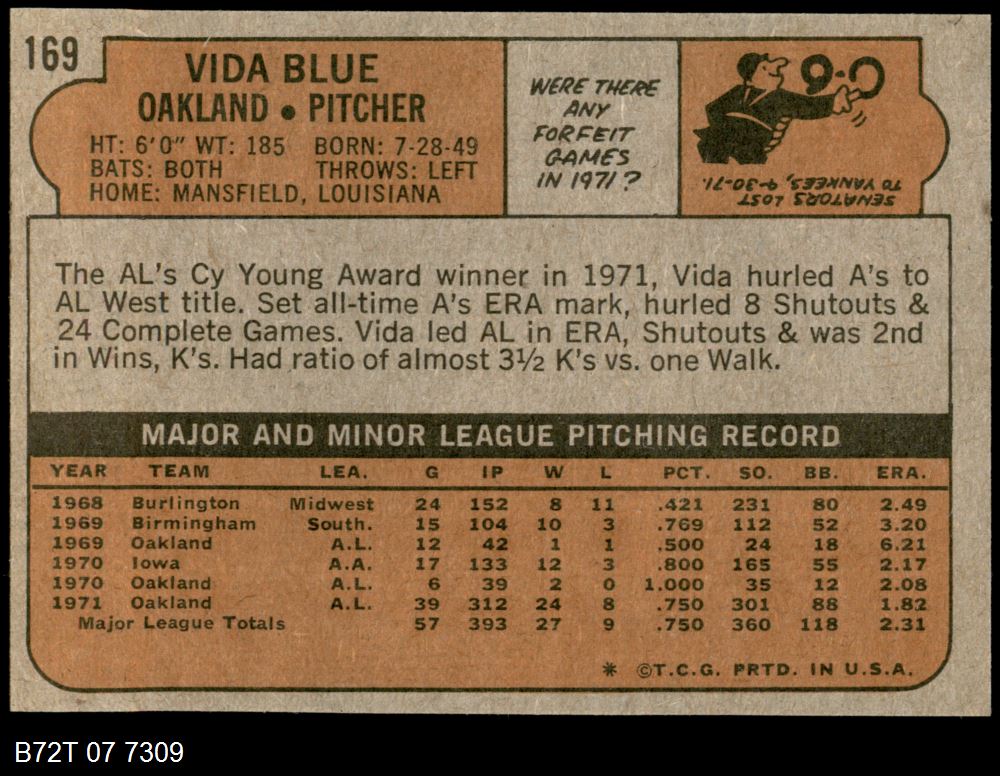 169
VIDA BLUE
OAKLAND • PITCHER
HT: 6'0" WT: 185 BORN: 7-28-49
BATS: BOTH THROWS: LEFT
HOME: MANSFIELD, LOUISIANA
WERE THERE
ANY
FORFEIT
GAMES
IN 1971?
9-0
SENATORS LOST
TO YANKEES, 9-30-71.
The AL's Cy Young Award winner in 1971, Vida hurled A's to
AL West title. Set all-time A's ERA mark, hurled 8 Shutouts &
24 Complete Games. Vida led AL in ERA, Shutouts & was 2nd
in Wins, K's. Had ratio of almost 3½ K's vs. one Walk.
MAJOR AND MINOR LEAGUE PITCHING RECORD
YEAR TEAM LEA. G IP W L PCT. SO. BB. ERA.
1968 Burlington Midwest 24 152 8 11 .421 231 80 2.49
1969 Birmingham South. 15 104 10 3 .769 112 52 3.20
1969 Oakland A.L. 12 42 1 1 .500 24 18 6.21
1970 Iowa A.A. 17 133 12 3 .800 165 55 2.17
1970 Oakland A.L. 6 39 2 0 1.000 35 12 2.08
1971 Oakland A.L. 39 312 24 8 .750 301 88 1.82
Major League Totals 57 393 27 9 .750 360 118 2.31
* ©T.C.G. PRTD. IN U.S.A.
B72T 07 7309